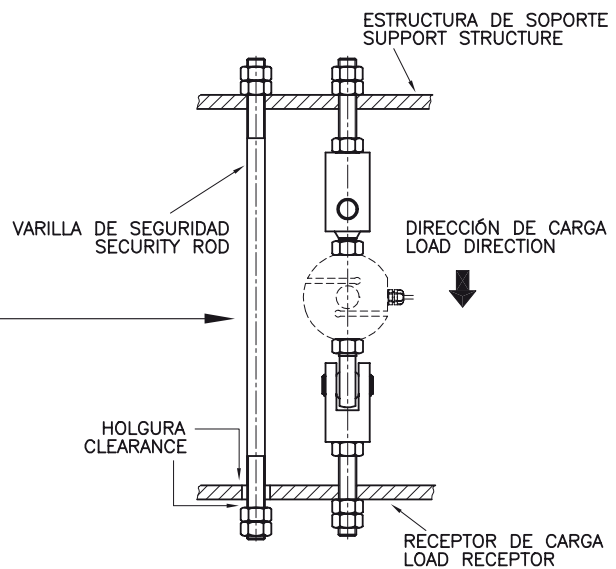 ESTRUCTURA DE SOPORTE
SUPPORT STRUCTURE
VARILLA DE SEGURIDAD
SECURITY ROD
DIRECCIÓN DE CARGA
LOAD DIRECTION
HOLGURA
CLEARANCE
RECEPTOR DE CARGA
LOAD RECEPTOR